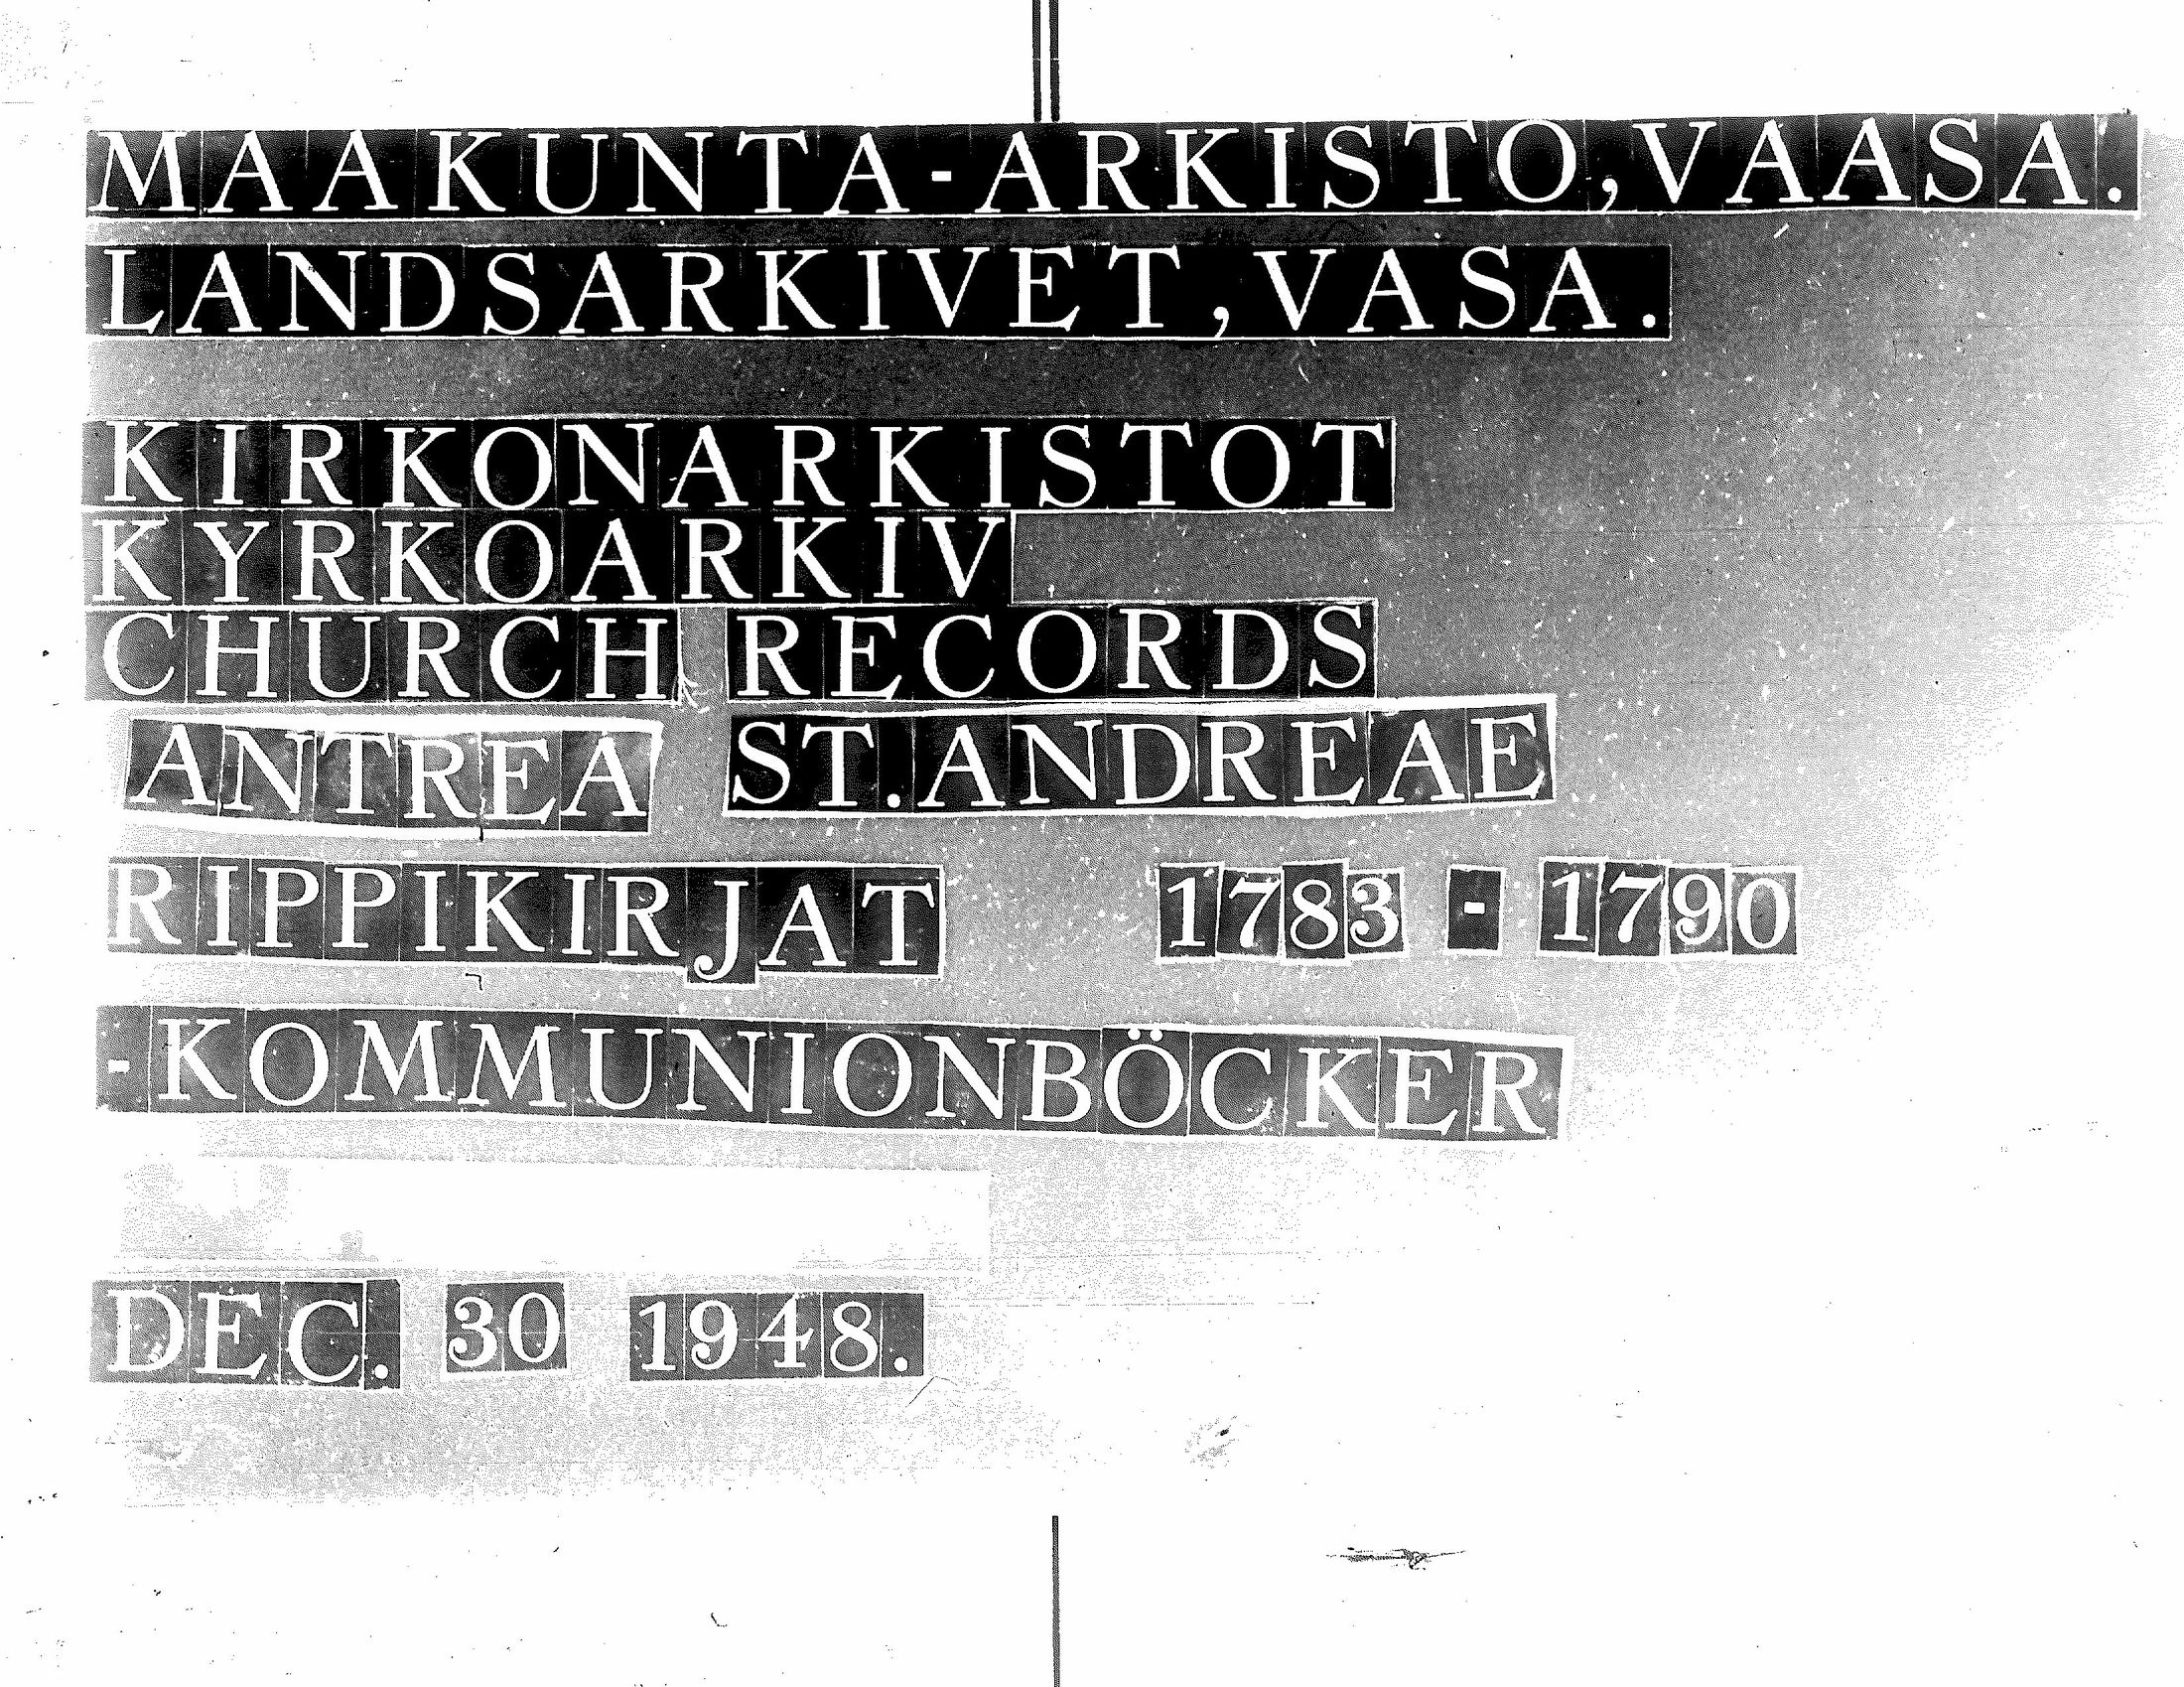 MAAKUNTA-ARKISTO, VAASA.
LANDSARKIVET, VASA.
KIRKONARKISTOT
KYRKOARKIV
CHURCH RECORDS
ANTREA ST. ANDREAE
RIPPIKIRJAT 1783 - 1790
-KOMMUNIONBÖCKER
DEC. 30 1948.